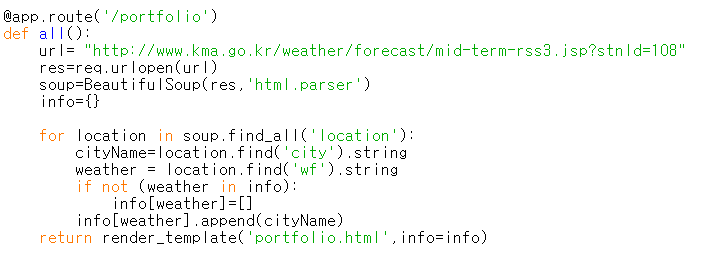 @app.route('/portfolio')
def all():
    url= "http://www.kma.go.kr/weather/forecast/mid-term-rss3.jsp?stnId=108"
    res=req.urlopen(url)
    soup=BeautifulSoup(res,'html.parser')
    info={}

    for location in soup.find_all('location'):
        cityName=location.find('city').string
        weather = location.find('wf').string
        if not (weather in info):
            info[weather]=[]
        info[weather].append(cityName)
    return render_template('portfolio.html',info=info)